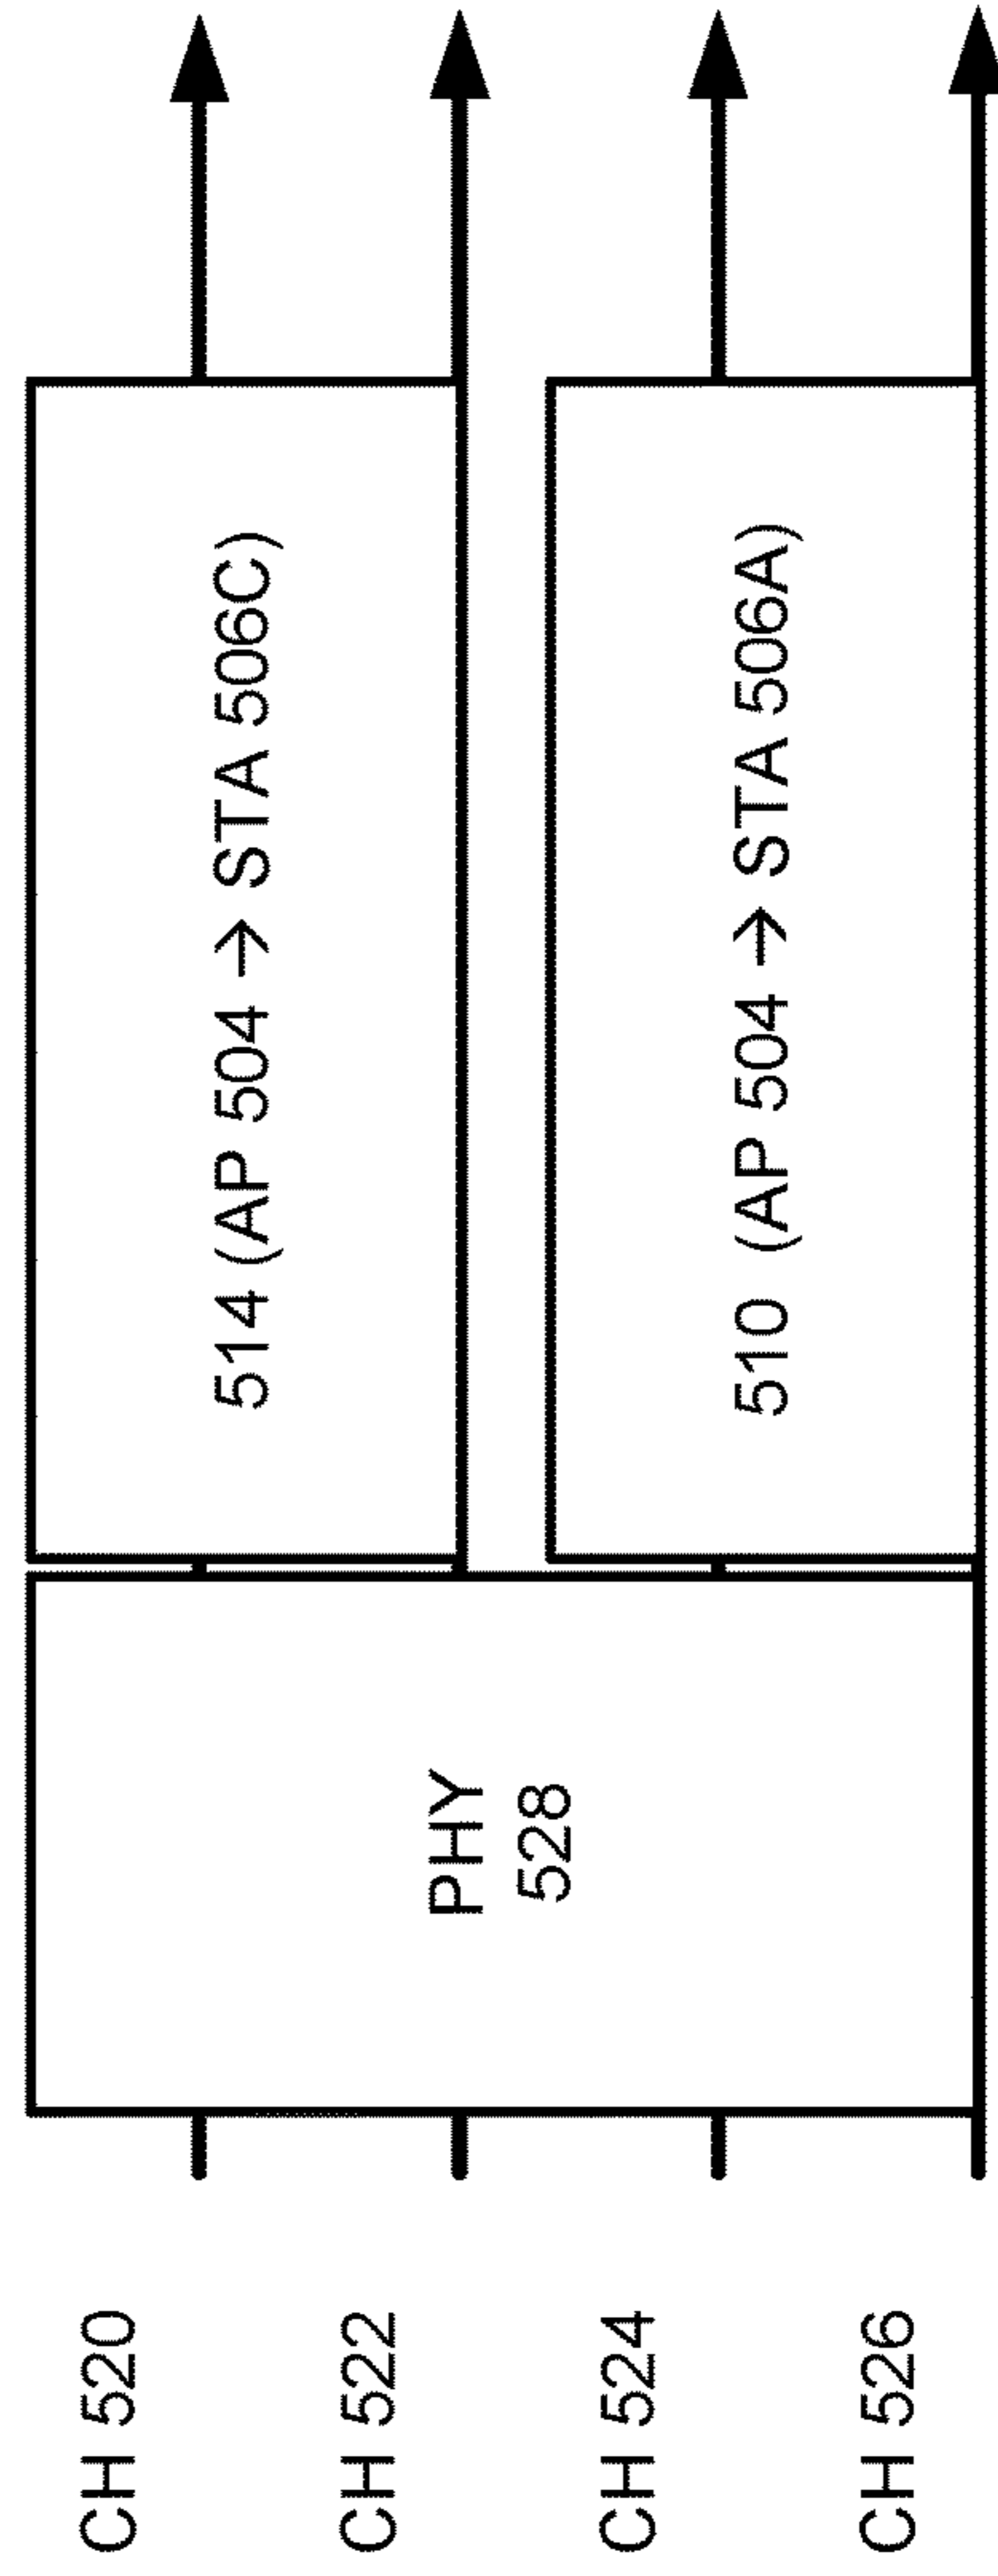 CH 520
CH 522
CH 524
CH 526
PHY
528
514 (AP 504 → STA 506C)
510 (AP 504 → STA 506A)